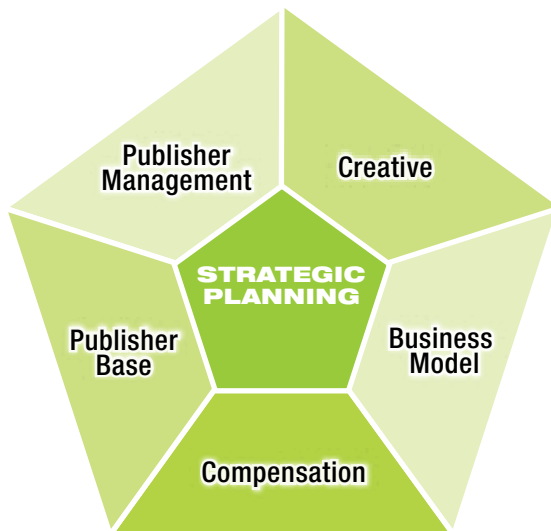 Publisher
Management
Creative
STRATEGIC
PLANNING
Publisher
Base
Business
Model
Compensation